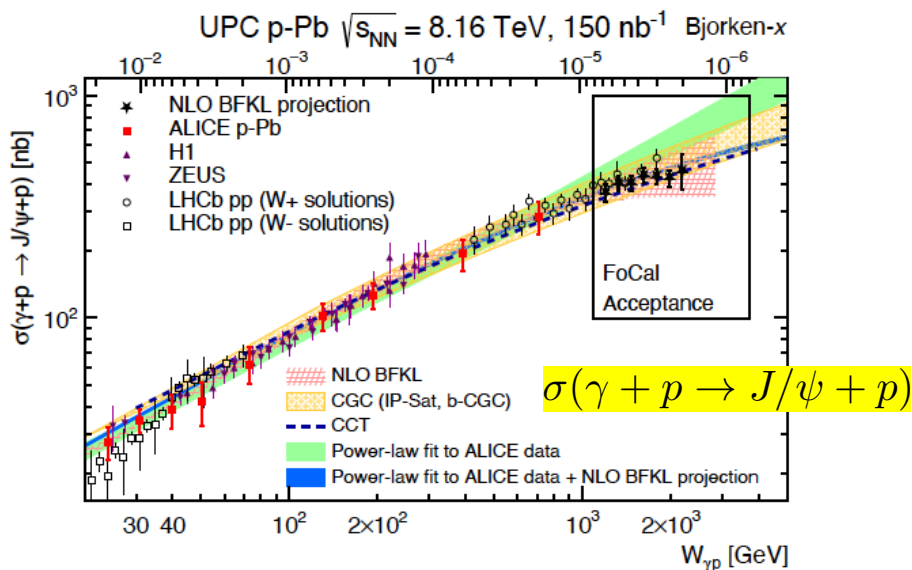 UPC p-Pb √s_NN = 8.16 TeV, 150 nb⁻¹ Bjorken-x
10⁻² 10⁻³ 10⁻⁴ 10⁻⁵ 10⁻⁶
σ(γ+p → J/ψ+p) [nb]
10³
10²
NLO BFKL projection
ALICE p-Pb
H1
ZEUS
LHCb pp (W+ solutions)
LHCb pp (W- solutions)
FoCal
Acceptance
NLO BFKL
CGC (IP-Sat, b-CGC)
CCT
Power-law fit to ALICE data
Power-law fit to ALICE data + NLO BFKL projection
σ(γ + p → J/ψ + p)
30 40 10² 2×10² 10³ 2×10³
W_γp [GeV]